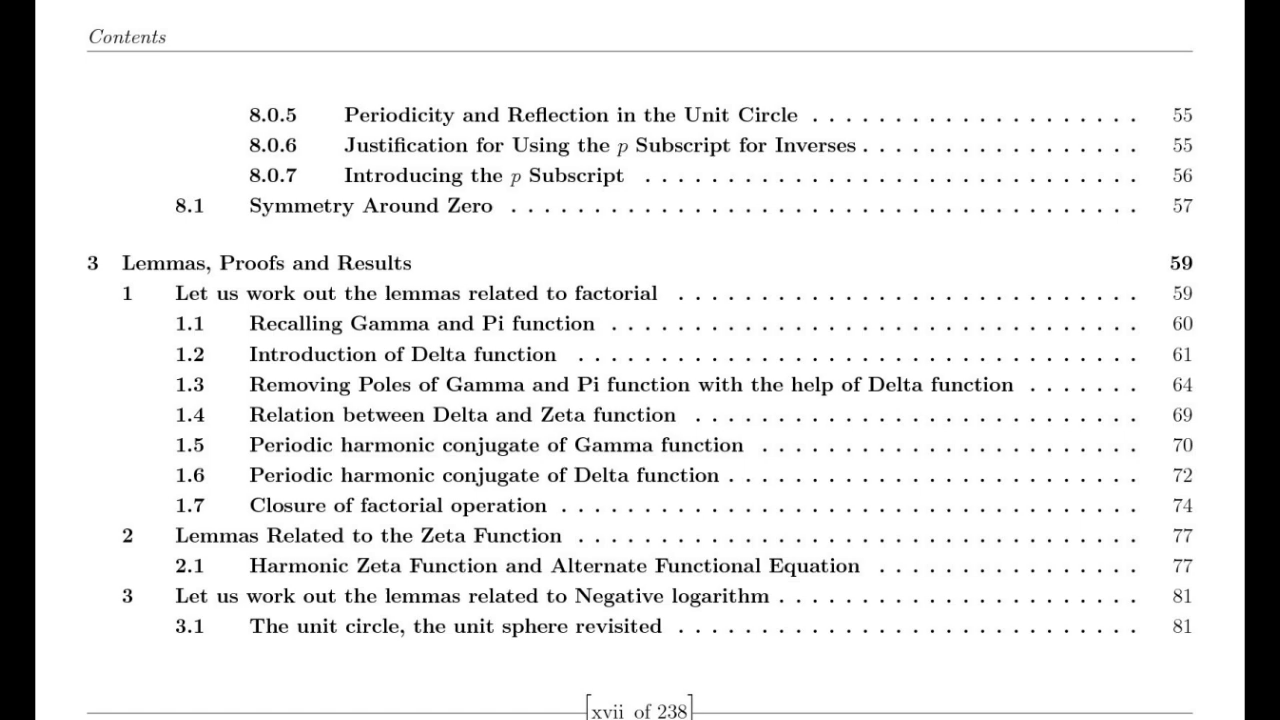 Contents
8.0.5 Periodicity and Reflection in the Unit Circle . . . . . . . . . . . . . . . . . . . . 55
8.0.6 Justification for Using the p Subscript for Inverses . . . . . . . . . . . . . . . . . 55
8.0.7 Introducing the p Subscript . . . . . . . . . . . . . . . . . . . . . . . . . . . . . . 56
8.1 Symmetry Around Zero . . . . . . . . . . . . . . . . . . . . . . . . . . . . . . . . . . . . . . 57
3 Lemmas, Proofs and Results 59
1 Let us work out the lemmas related to factorial . . . . . . . . . . . . . . . . . . . . . . . . . . . . 59
1.1 Recalling Gamma and Pi function . . . . . . . . . . . . . . . . . . . . . . . . . . . . . . . . 60
1.2 Introduction of Delta function . . . . . . . . . . . . . . . . . . . . . . . . . . . . . . . . . . 61
1.3 Removing Poles of Gamma and Pi function with the help of Delta function . . . . . . . 64
1.4 Relation between Delta and Zeta function . . . . . . . . . . . . . . . . . . . . . . . . . . . 69
1.5 Periodic harmonic conjugate of Gamma function . . . . . . . . . . . . . . . . . . . . . . . 70
1.6 Periodic harmonic conjugate of Delta function . . . . . . . . . . . . . . . . . . . . . . . . . 72
1.7 Closure of factorial operation . . . . . . . . . . . . . . . . . . . . . . . . . . . . . . . . . . . 74
2 Lemmas Related to the Zeta Function . . . . . . . . . . . . . . . . . . . . . . . . . . . . . . . . . . 77
2.1 Harmonic Zeta Function and Alternate Functional Equation . . . . . . . . . . . . . . . . 77
3 Let us work out the lemmas related to Negative logarithm . . . . . . . . . . . . . . . . . . . . . . 81
3.1 The unit circle, the unit sphere revisited . . . . . . . . . . . . . . . . . . . . . . . . . . . . 81
[xvii of 238]